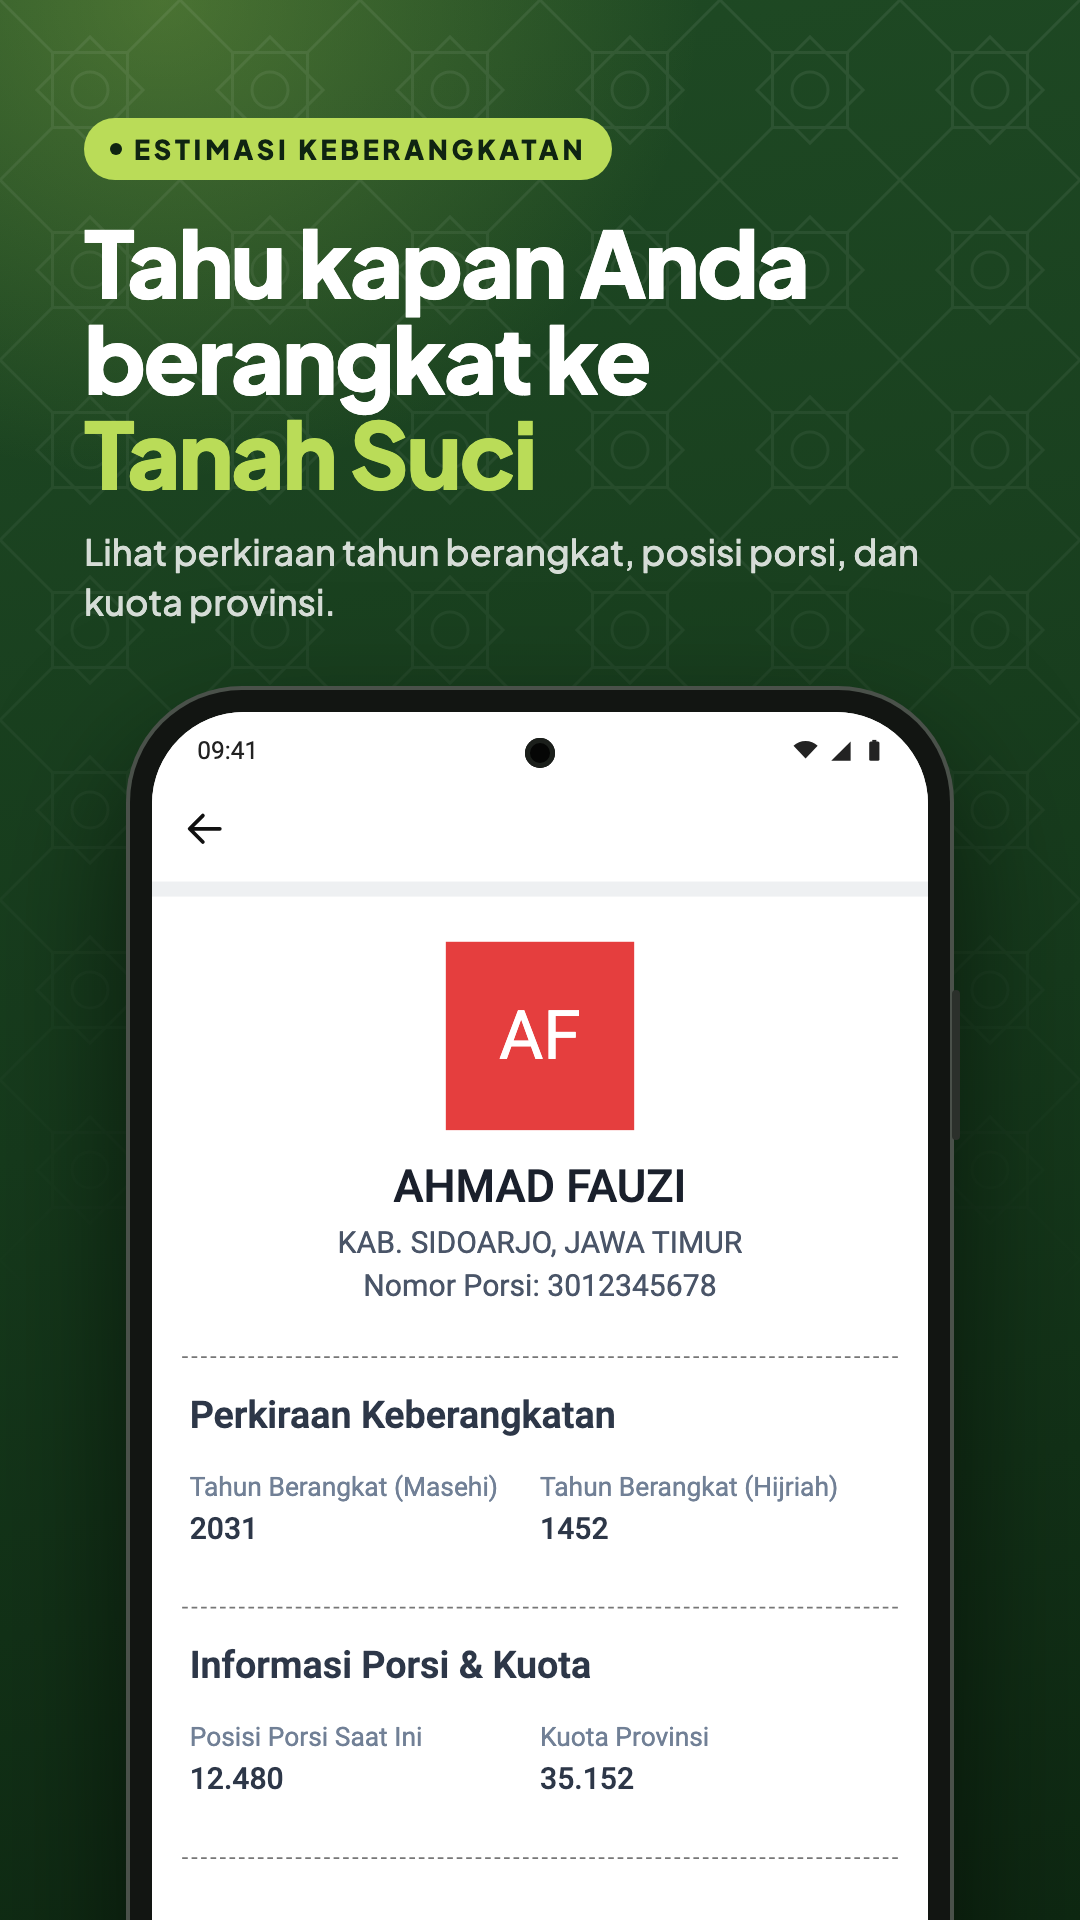 ESTIMASI KEBERANGKATAN
Tahu kapan Anda
berangkat ke
Tanah Suci
Lihat perkiraan tahun berangkat, posisi porsi, dan
kuota provinsi.
09:41
AF
AHMAD FAUZI
KAB. SIDOARJO, JAWA TIMUR
Nomor Porsi: 3012345678
Perkiraan Keberangkatan
Tahun Berangkat (Masehi) Tahun Berangkat (Hijriah)
2031 1452
Informasi Porsi & Kuota
Posisi Porsi Saat Ini Kuota Provinsi
12.480 35.152